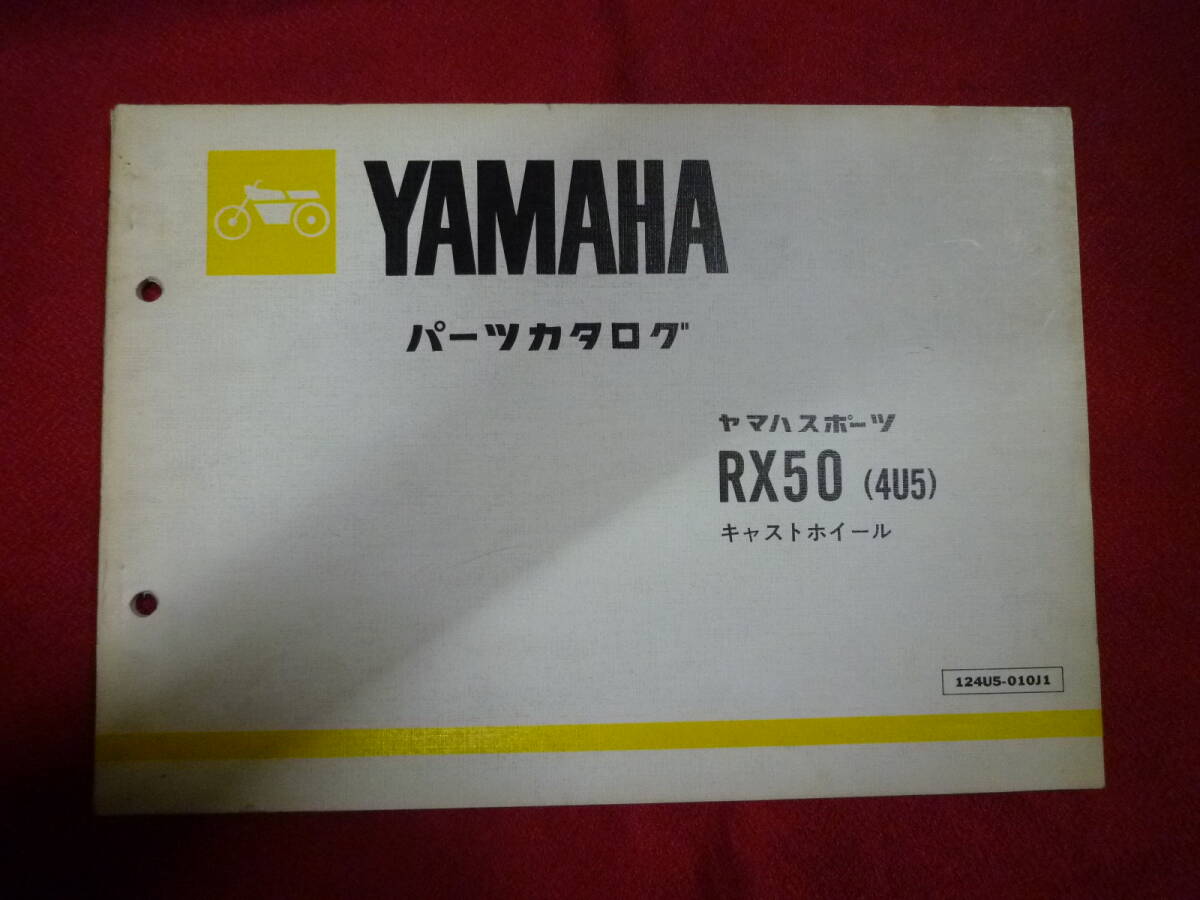 YAMAHA
パーツカタログ
ヤマハスポーツ
RX50 (4U5)
キャストホイール
124U5-010J1